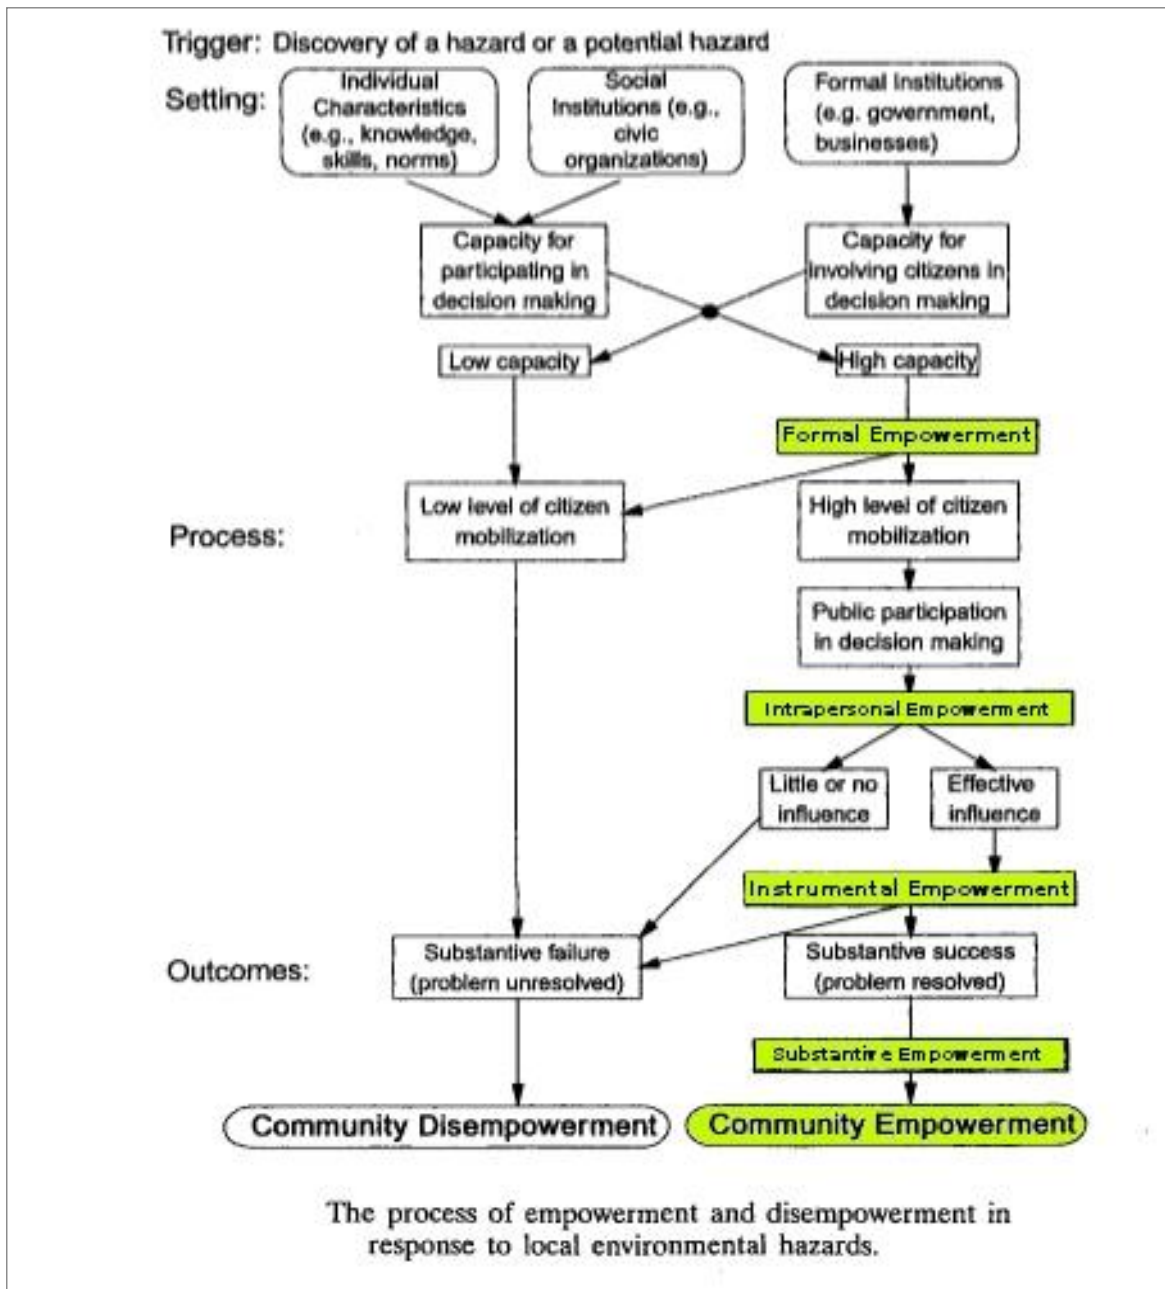 Trigger: Discovery of a hazard or a potential hazard
Setting:
Individual
Characteristics
(e.g., knowledge,
skills, norms)
Social
Institutions (e.g.,
civic
organizations)
Formal Institutions
(e.g. government,
businesses)
Capacity for
participating in
decision making
Capacity for
involving citizens in
decision making
Low capacity
High capacity
Formal Empowerment
Process:
Low level of citizen
mobilization
High level of citizen
mobilization
Public participation
in decision making
Intrapersonal Empowerment
Little or no
influence
Effective
influence
Instrumental Empowerment
Outcomes:
Substantive failure
(problem unresolved)
Substantive success
(problem resolved)
Substantive Empowerment
Community Disempowerment
Community Empowerment
The process of empowerment and disempowerment in
response to local environmental hazards.